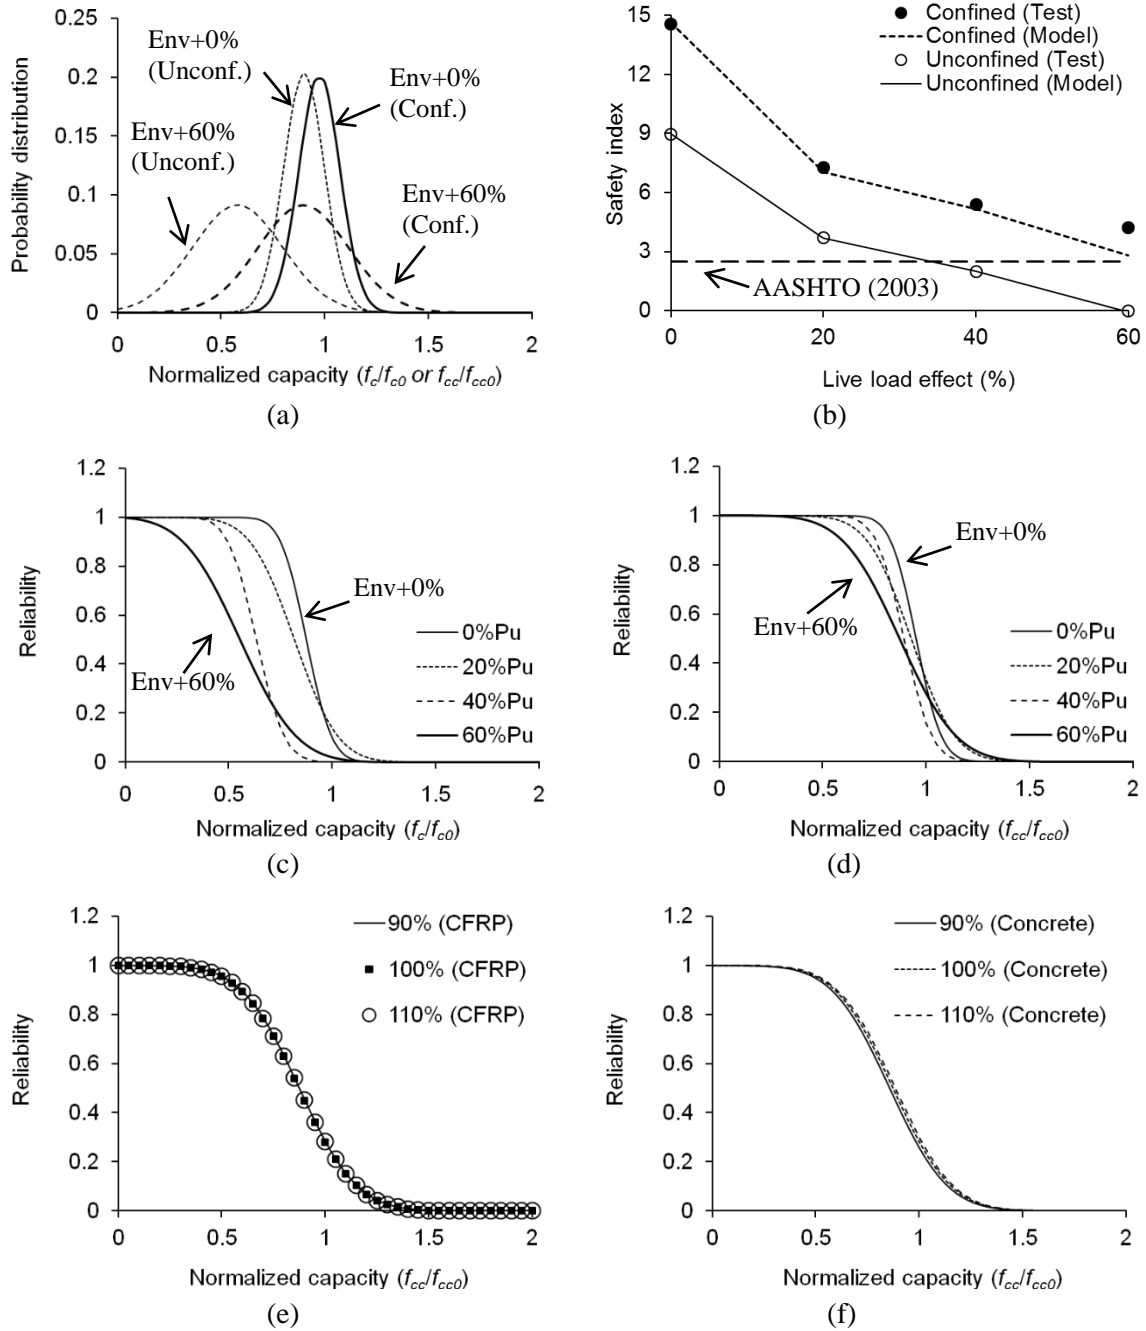 0.25
0.2
0.15
0.1
0.05
0
0
0.5
1
1.5
2
Probability distribution
Normalized capacity (fc/fc0 or fcc/fcc0)
Env+0%
(Unconf.)
Env+0%
(Conf.)
Env+60%
(Unconf.)
Env+60%
(Conf.)
(a)
15
12
9
6
3
0
0
20
40
60
Safety index
Live load effect (%)
Confined (Test)
Confined (Model)
Unconfined (Test)
Unconfined (Model)
AASHTO (2003)
(b)
1.2
1
0.8
0.6
0.4
0.2
0
0
0.5
1
1.5
2
Reliability
Normalized capacity (fc/fc0)
Env+0%
Env+60%
0%Pu
20%Pu
40%Pu
60%Pu
(c)
1.2
1
0.8
0.6
0.4
0.2
0
0
0.5
1
1.5
2
Reliability
Normalized capacity (fcc/fcc0)
Env+0%
Env+60%
0%Pu
20%Pu
40%Pu
60%Pu
(d)
1.2
1
0.8
0.6
0.4
0.2
0
0
0.5
1
1.5
2
Reliability
Normalized capacity (fcc/fcc0)
90% (CFRP)
100% (CFRP)
110% (CFRP)
(e)
1.2
1
0.8
0.6
0.4
0.2
0
0
0.5
1
1.5
2
Reliability
Normalized capacity (fcc/fcc0)
90% (Concrete)
100% (Concrete)
110% (Concrete)
(f)